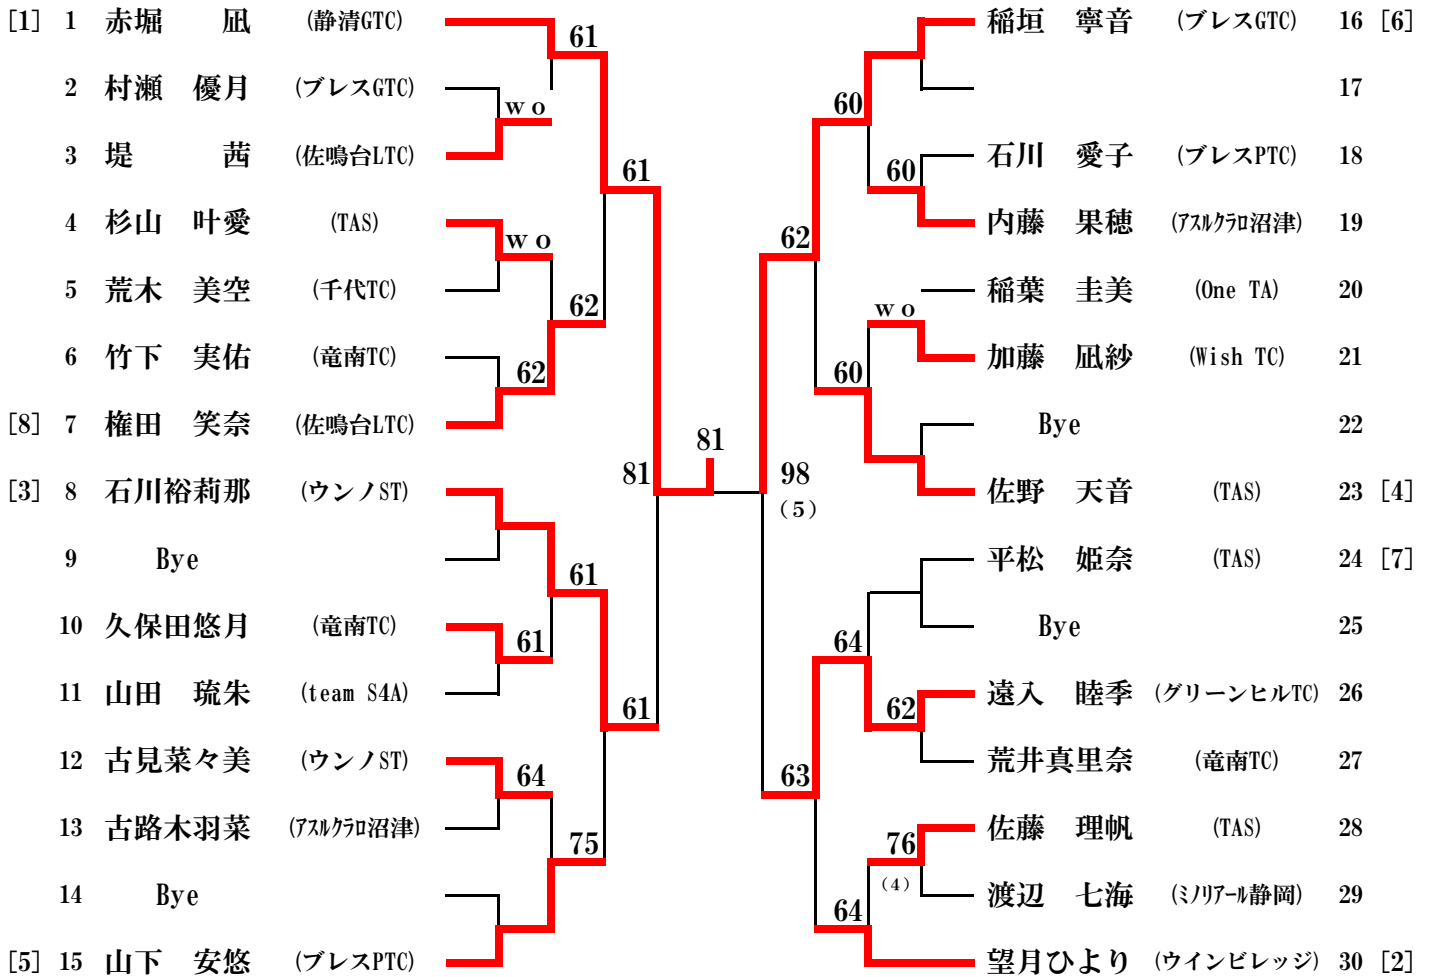 [1] 1 赤堀 凪 (静清GTC)
2 村瀬 優月 (ブレスGTC)
3 堤 茜 (佐鳴台LTC)
4 杉山 叶愛 (TAS)
5 荒木 美空 (千代TC)
6 竹下 実佑 (竜南TC)
[8] 7 権田 笑奈 (佐鳴台LTC)
[3] 8 石川裕莉那 (ウンノST)
9 Bye
10 久保田悠月 (竜南TC)
11 山田 琉朱 (team S4A)
12 古見菜々美 (ウンノST)
13 古路木羽菜 (アスルクラロ沼津)
14 Bye
[5] 15 山下 安悠 (ブレスPTC)
61
wo
wo
62
61
62
61
61
64
75
61
81
81
98
(5)
62
63
60
60
wo
60
64
62
76
(4)
64
稲垣 寧音 (ブレスGTC) 16 [6]
17
石川 愛子 (ブレスPTC) 18
内藤 果穂 (アスルクラロ沼津) 19
稲葉 圭美 (One TA) 20
加藤 凪紗 (Wish TC) 21
Bye 22
佐野 天音 (TAS) 23 [4]
平松 姫奈 (TAS) 24 [7]
Bye 25
遠入 睦季 (グリーンヒルTC) 26
荒井真里奈 (竜南TC) 27
佐藤 理帆 (TAS) 28
渡辺 七海 (ミノリアール静岡) 29
望月ひより (ウインビレッジ) 30 [2]